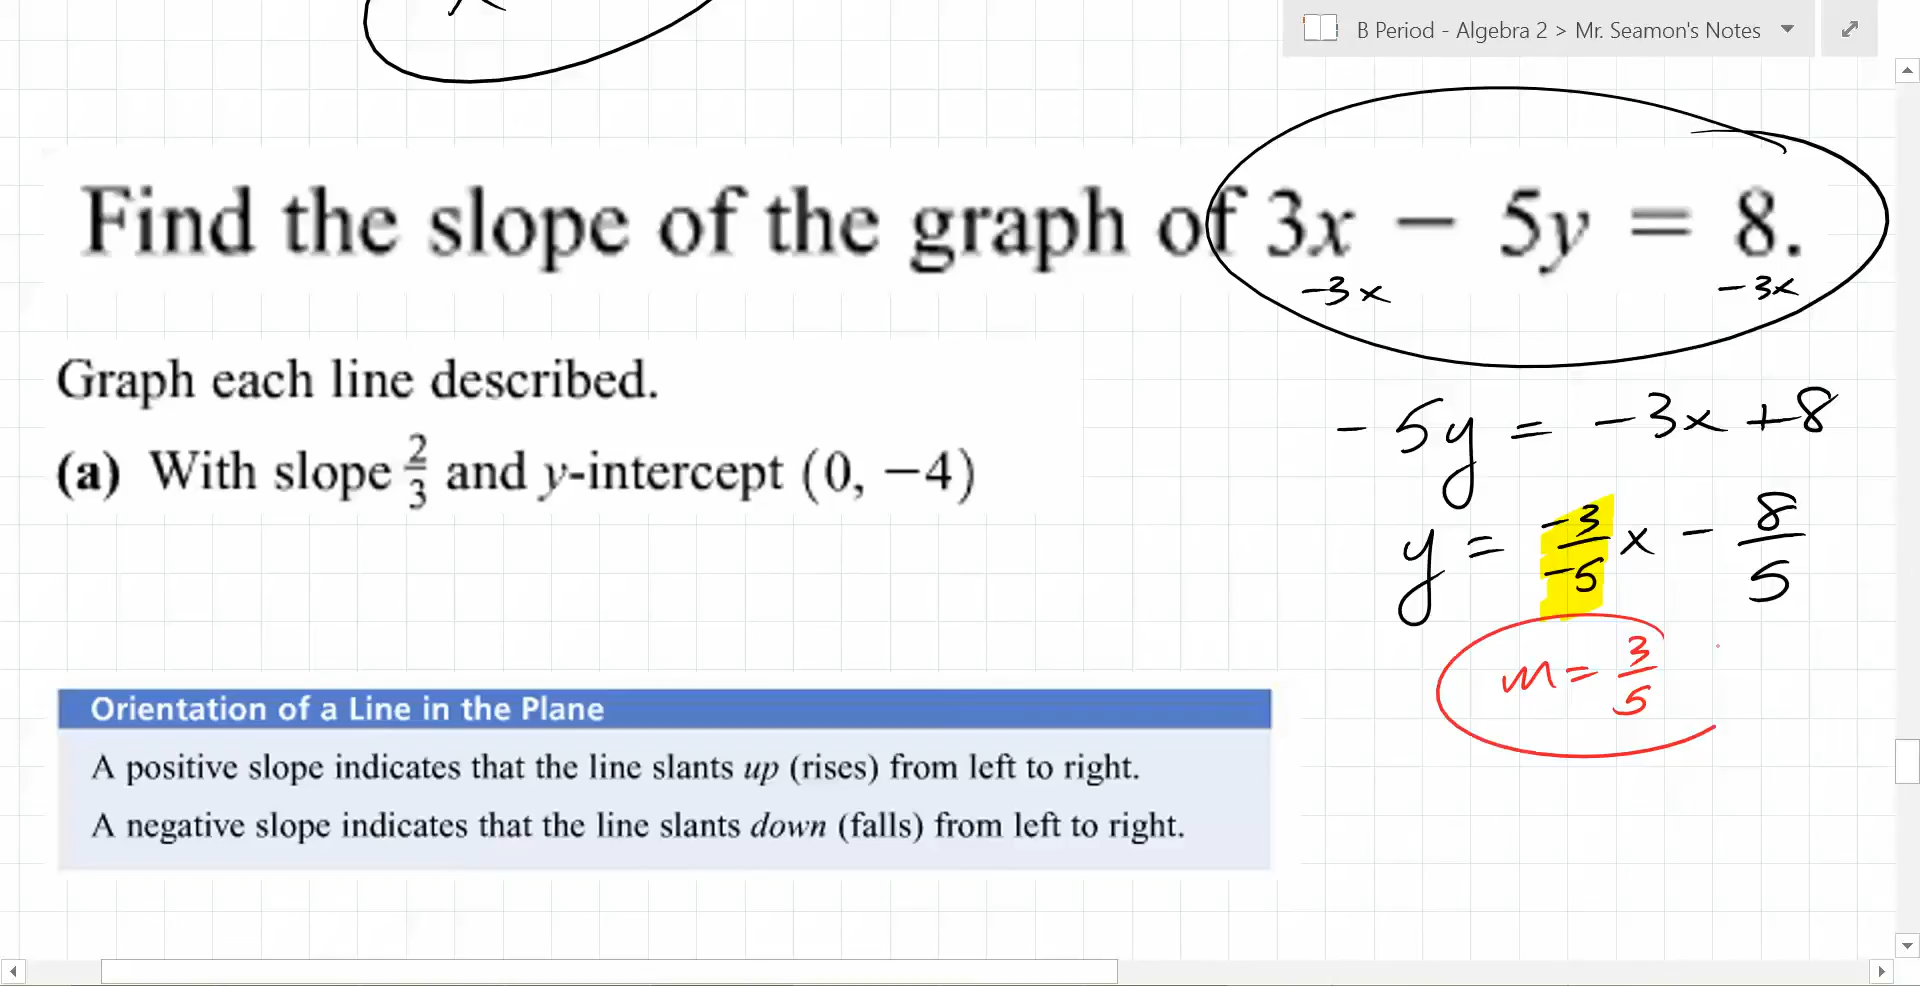 x
B Period - Algebra 2 > Mr. Seamon's Notes
Find the slope of the graph of 3x − 5y = 8.
-3x -3x
Graph each line described.
(a) With slope 2/3 and y-intercept (0, −4)
-5y = -3x +8
y = -3/-5 x - 8/5
m = 3/5
Orientation of a Line in the Plane
A positive slope indicates that the line slants up (rises) from left to right.
A negative slope indicates that the line slants down (falls) from left to right.